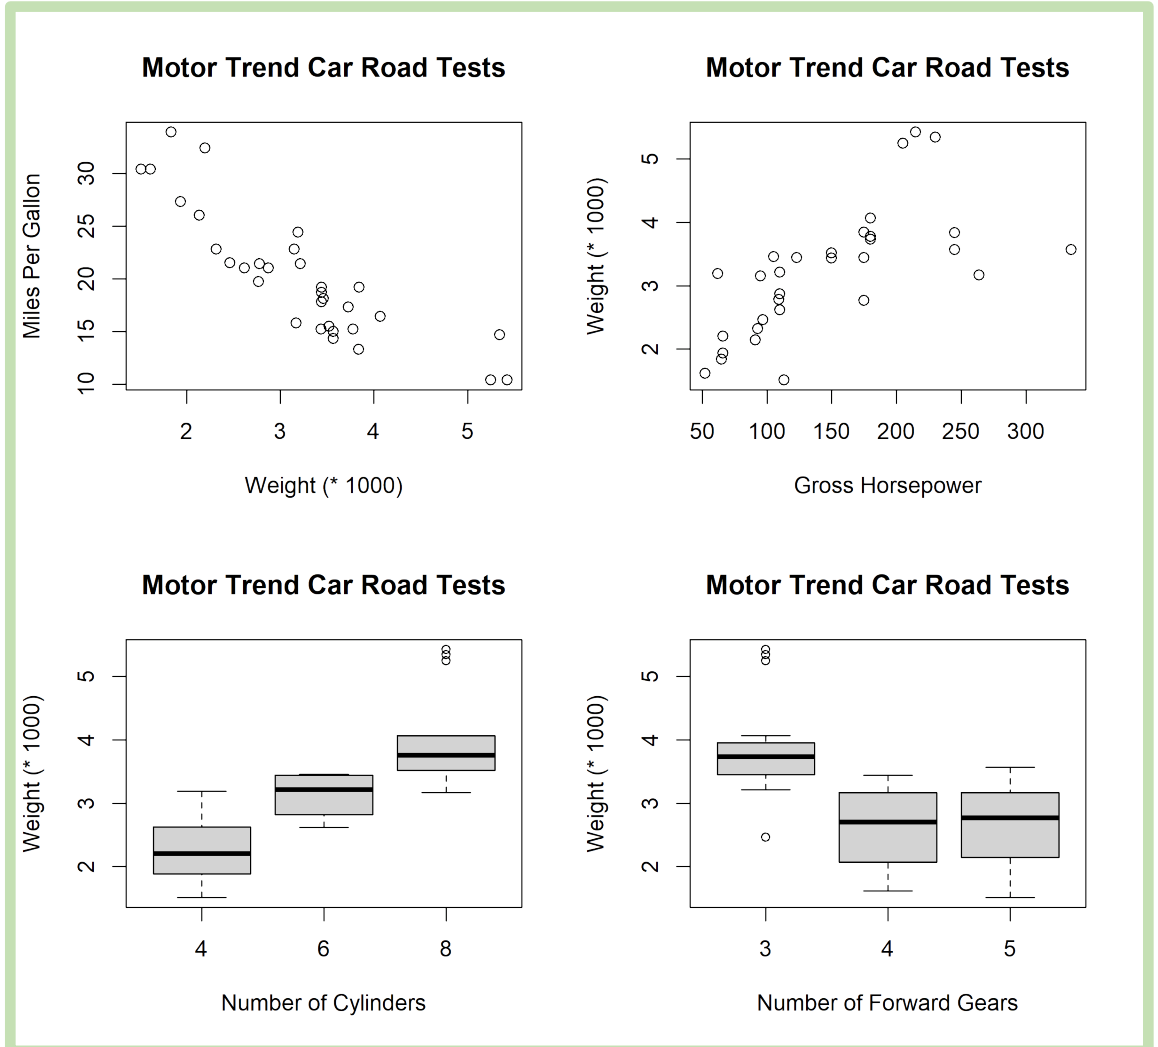 Motor Trend Car Road Tests
Miles Per Gallon
30
25
20
15
10
2 3 4 5
Weight (* 1000)
Motor Trend Car Road Tests
Weight (* 1000)
5
4
3
2
50 100 150 200 250 300
Gross Horsepower
Motor Trend Car Road Tests
Weight (* 1000)
5
4
3
2
4 6 8
Number of Cylinders
Motor Trend Car Road Tests
Weight (* 1000)
5
4
3
2
3 4 5
Number of Forward Gears